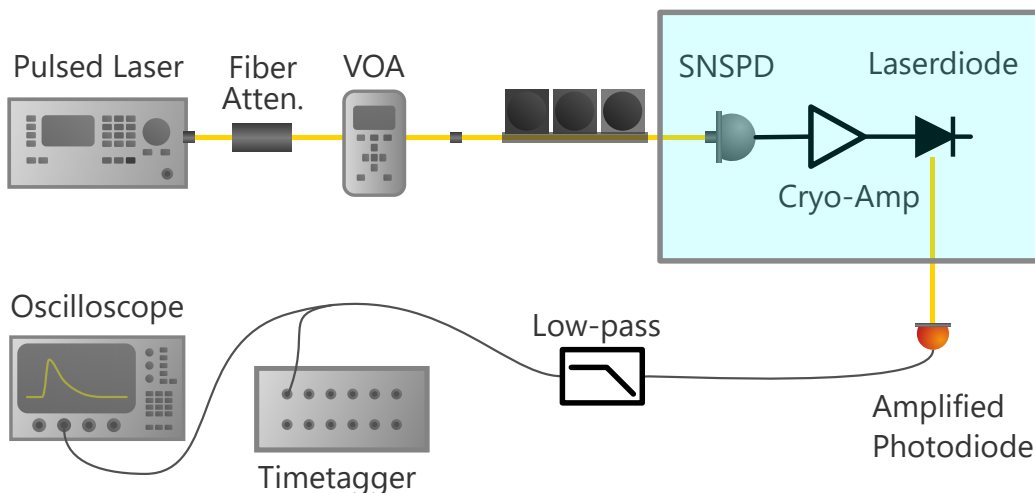 Pulsed Laser
Fiber
Atten.
VOA
SNSPD
Laserdiode
Cryo-Amp
Oscilloscope
Timetagger
Low-pass
Amplified
Photodiode